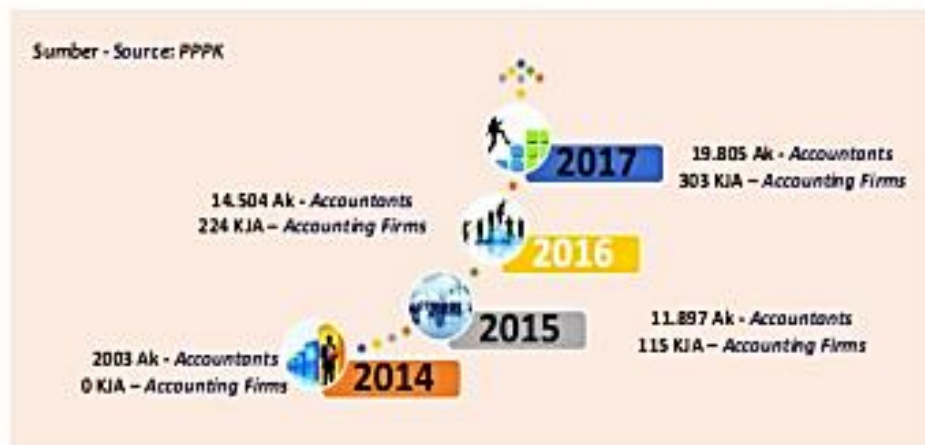 Sumber - Source: PPPK
2017
19.805 Ak - Accountants
303 KJA – Accounting Firms
14.504 Ak - Accountants
224 KJA – Accounting Firms
2016
2015
11.897 Ak - Accountants
115 KJA – Accounting Firms
2003 Ak - Accountants
0 KJA – Accounting Firms
2014